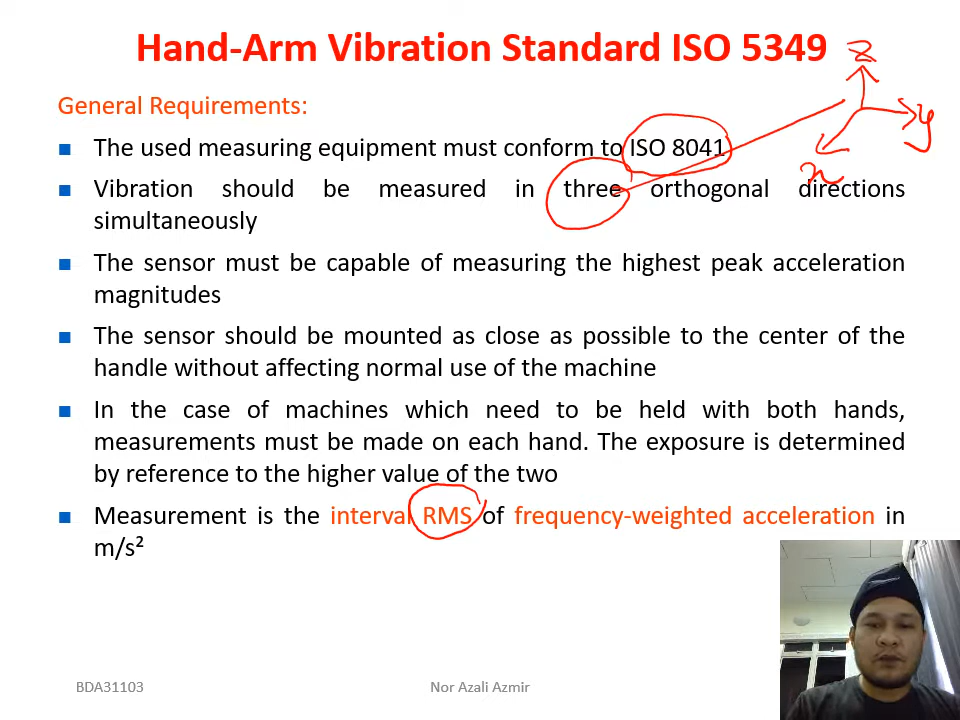 Hand-Arm Vibration Standard ISO 5349
z
y
x
General Requirements:
■ The used measuring equipment must conform to ISO 8041
■ Vibration should be measured in three orthogonal directions
simultaneously
■ The sensor must be capable of measuring the highest peak acceleration
magnitudes
■ The sensor should be mounted as close as possible to the center of the
handle without affecting normal use of the machine
■ In the case of machines which need to be held with both hands,
measurements must be made on each hand. The exposure is determined
by reference to the higher value of the two
■ Measurement is the interval RMS of frequency-weighted acceleration in
m/s²
BDA31103
Nor Azali Azmir